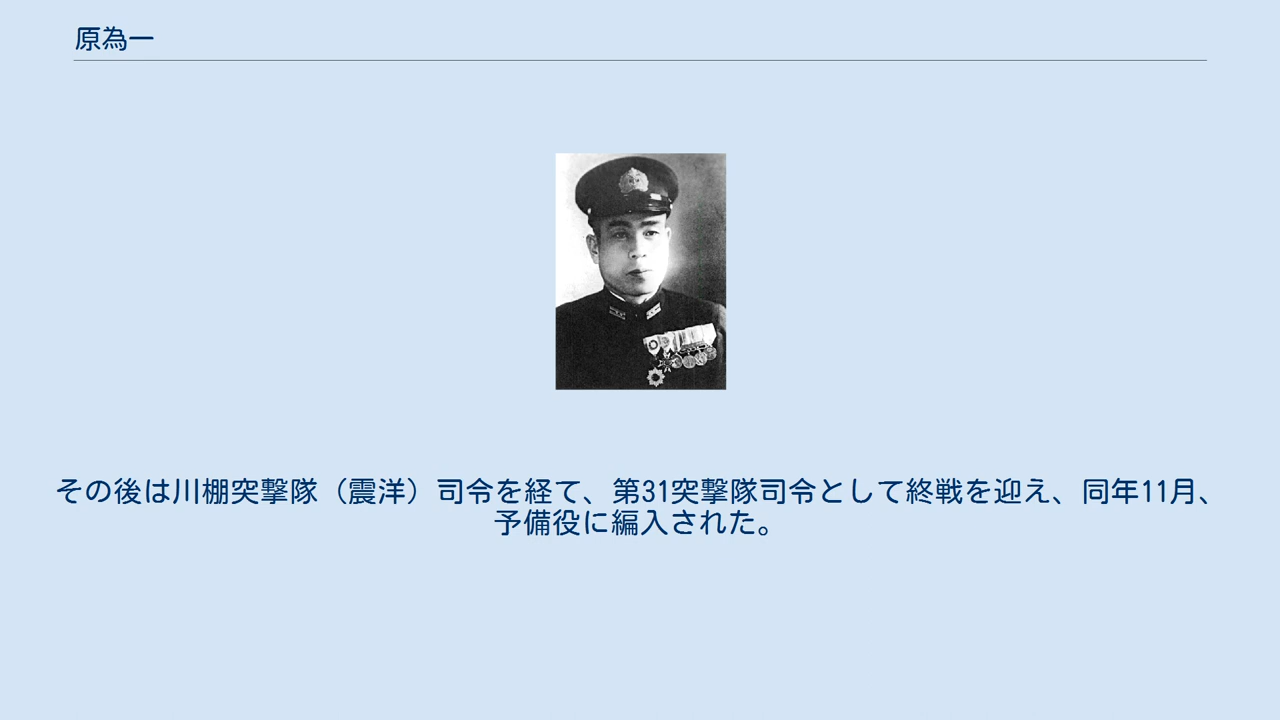 原為一
その後は川棚突撃隊（震洋）司令を経て、第31突撃隊司令として終戦を迎え、同年11月、
予備役に編入された。